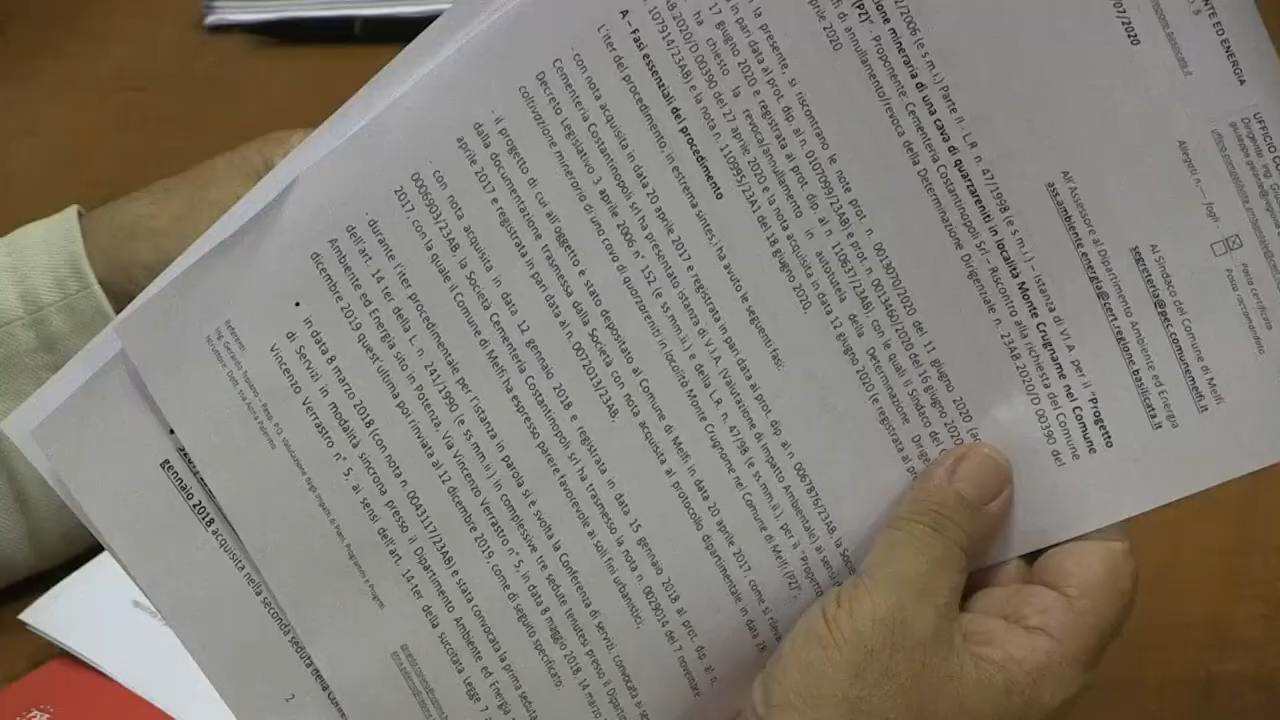 NTE ED ENERGIA
07/2020
UFFICIO
Dirigente Ing.
Allegati n.
fogli
Posta certificata
Posta raccomandata
Al Sindaco del Comune di Melfi
segreteria@pec.comunemelfi.it
All'Assessore al Dipartimento Ambiente ed Energia
ass.ambiente.energia@cert.regione.basilicata.it
2/2006 (e s.m.i.) Parte II - L.R. n. 47/1998 (e s.m.i.) – Istanza di V.I.A. per il "Progetto
ione mineraria di una cava di quarzareniti in località Monte Crugname nel Comune
(PZ)" - Proponente: Cementeria Costantinopoli Srl – Riscontro alla richiesta del Comune
fi di annullamento/revoca della Determinazione Dirigenziale n. 23AB.2020/D.00390 del
prile 2020
n la presente, si riscontrano le note prot. n. 0013070/2020 del 11 giugno 2020
in pari data al prot. dip. al n. 0107099/23AB) e prot. n. 0013460/2020 del 16 giugno 2020
17 giugno 2020 e registrata al prot. dip. al n. 110637/23AB), con le quali il Sindaco del
ha chiesto la revoca/annullamento in autotutela della Determinazione
AB.2020/D.00390 del 27 aprile 2020 e la nota acquisita in data 12 giugno 2020 (e registrata al
107914/23AB) e la nota n. 110995/23A1 del 18 giugno 2020.
A – Fasi essenziali del procedimento
L'iter del procedimento, in estrema sintesi, ha avuto le seguenti fasi:
con nota acquisita in data 20 aprile 2017 e registrata in pari data al prot. dip. al n. 0067876/23AB,
Cementeria Costantinopoli srl ha presentato istanza di V.I.A. (Valutazione di Impatto Ambientale) ai
Decreto Legislativo 3 aprile 2006, n° 152, (e ss.mm.ii.) e della L.R. n. 47/98 (e ss.mm.ii.), per il "Progetto
coltivazione mineraria di una cava di quarzareniti in località Monte Crugname nel Comune di Melfi (PZ)".
- il progetto di cui all'oggetto è stato depositato al Comune di Melfi in data 20 aprile 2017, come si
dalla documentazione trasmessa dalla Società con nota acquisita al protocollo dipartimentale in data
aprile 2017 e registrata in pari data al n. 0072013/23AB,
con nota acquisita in data 12 gennaio 2018 e registrata in data 15 gennaio 2018 al prot. dip. al n.
0006903/23AB, la Società Cementeria Costantinopoli srl ha trasmesso la nota n. 0029014 del 7 novembre
2017, con la quale il Comune di Melfi ha espresso parere favorevole ai soli fini urbanistici,
- durante l'iter procedimentale per l'istanza in parola si è svolta la Conferenza di servizi, convocata ai
dell'art. 14 ter della L. n. 241/1990 (e ss.mm.ii.) in complessive tre sedute tenutesi presso il
Ambiente ed Energia sito in Potenza, Via Vincenzo Verrastro n° 5, in data 8 maggio 2018, 14
dicembre 2019 quest'ultima poi rinviata al 12 dicembre 2019, come di seguito specificato:
• in data 8 marzo 2018 (con nota n. 0043117/23AB) è stata convocata la prima
di Servizi in modalità sincrona presso il Dipartimento Ambiente ed Energia
Vincenzo Verrastro n° 5, ai sensi dell'art. 14-ter della succitata Legge
Referenti:
2
gennaio 2018 acquisita nella seconda seduta della